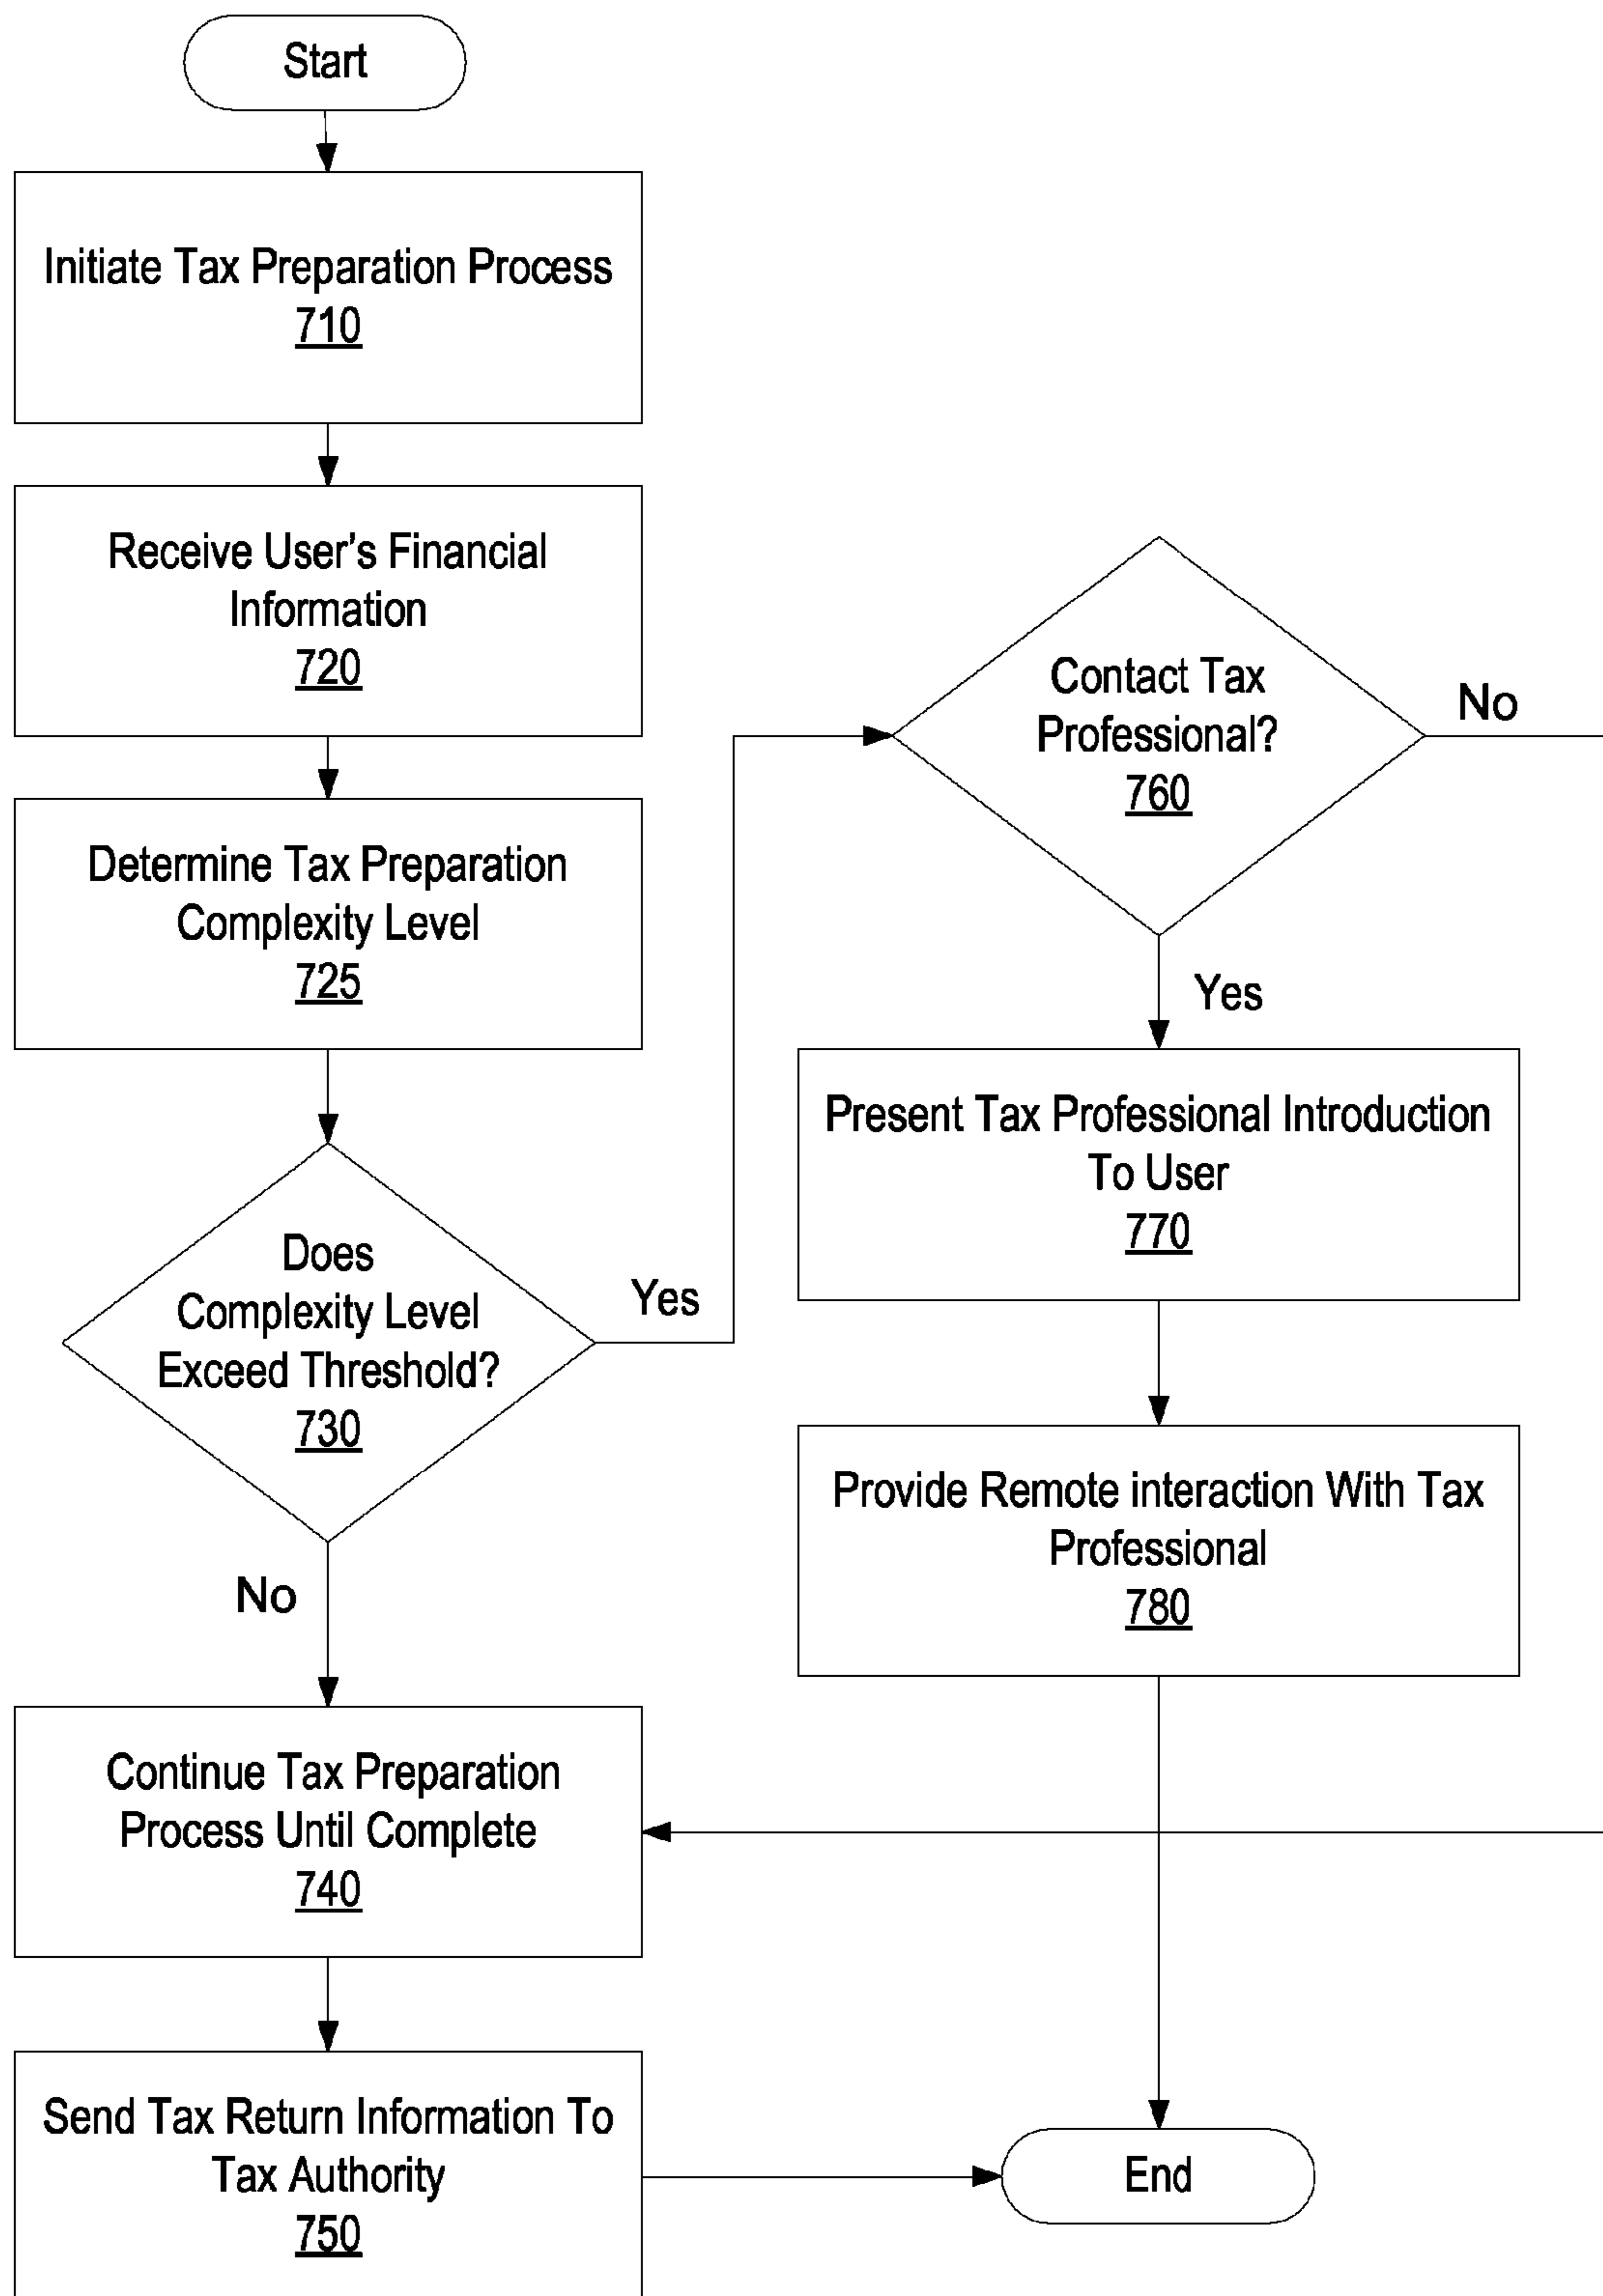 Start
Initiate Tax Preparation Process
710
Receive User's Financial
Information
720
Determine Tax Preparation
Complexity Level
725
Does
Complexity Level
Exceed Threshold?
730
Yes
No
Continue Tax Preparation
Process Until Complete
740
Send Tax Return Information To
Tax Authority
750
Contact Tax
Professional?
760
No
Yes
Present Tax Professional Introduction
To User
770
Provide Remote interaction With Tax
Professional
780
End